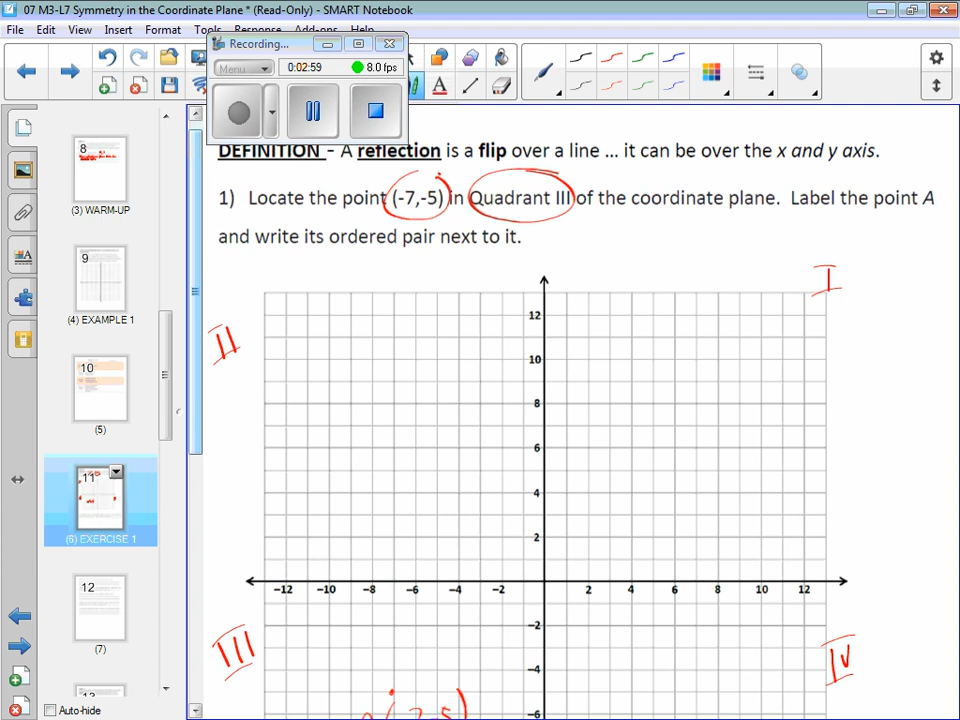 07 M3-L7 Symmetry in the Coordinate Plane * (Read-Only) - SMART Notebook
File Edit View Insert Format Tools Response Add-ons Help
Recording...
Menu 0:02:59 8.0 fps
8
(3) WARM-UP
9
(4) EXAMPLE 1
10
(5)
11
(6) EXERCISE 1
12
(7)
13
Auto-hide
DEFINITION - A reflection is a flip over a line ... it can be over the x and y axis.
1) Locate the point (-7,-5) in Quadrant III of the coordinate plane. Label the point A
and write its ordered pair next to it.
I
II
12
10
8
6
4
2
-12 -10 -8 -6 -4 -2 2 4 6 8 10 12
-2
III
IV
-4
-6